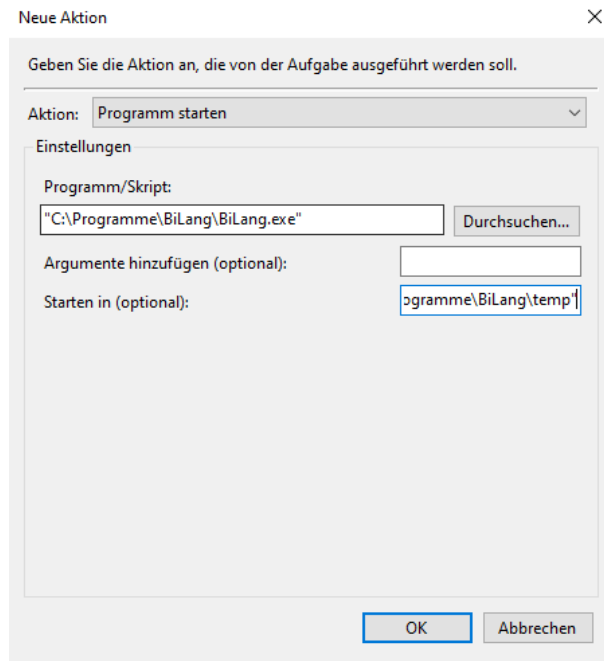 Neue Aktion
Geben Sie die Aktion an, die von der Aufgabe ausgeführt werden soll.
Aktion: Programm starten
Einstellungen
Programm/Skript:
"C:\Programme\BiLang\BiLang.exe" Durchsuchen...
Argumente hinzufügen (optional):
Starten in (optional): ogramme\BiLang\temp"
OK Abbrechen